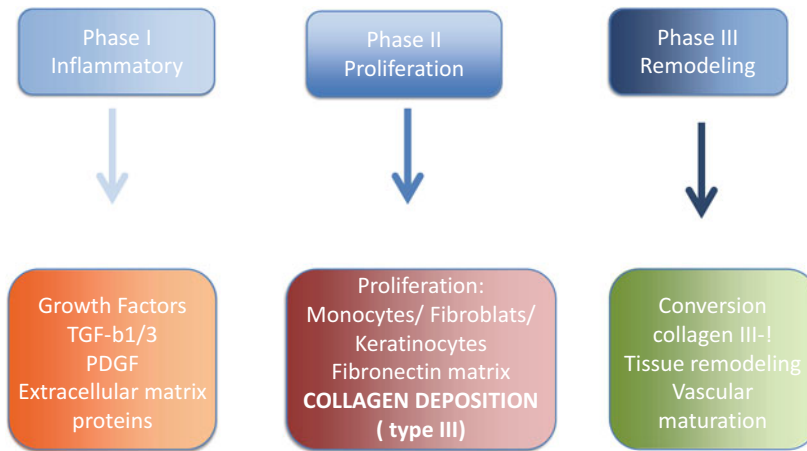 Phase I
Inflammatory
Phase II
Proliferation
Phase III
Remodeling
Growth Factors
TGF-b1/3
PDGF
Extracellular matrix
proteins
Proliferation:
Monocytes/ Fibroblats/
Keratinocytes
Fibronectin matrix
COLLAGEN DEPOSITION
( type III)
Conversion
collagen III-!
Tissue remodeling
Vascular
maturation